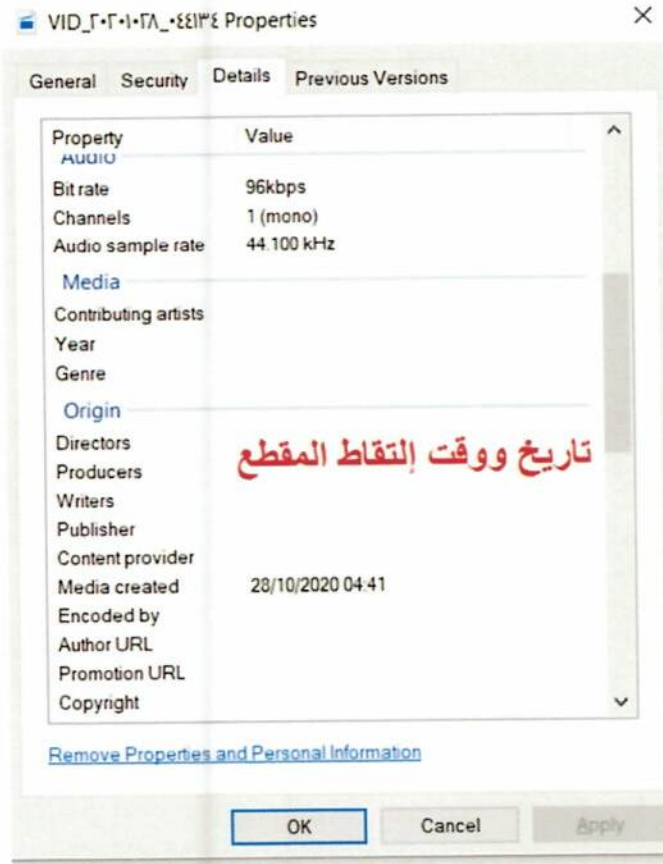 VID_٢٠٢٠١٠٢٨_٠٤٤١٣٤ Properties
General Security Details Previous Versions
Property Value
Audio
Bit rate 96kbps
Channels 1 (mono)
Audio sample rate 44.100 kHz
Media
Contributing artists
Year
Genre
Origin
Directors
تاريخ ووقت إلتقاط المقطع
Producers
Writers
Publisher
Content provider
Media created 28/10/2020 04:41
Encoded by
Author URL
Promotion URL
Copyright
Remove Properties and Personal Information
OK Cancel Apply